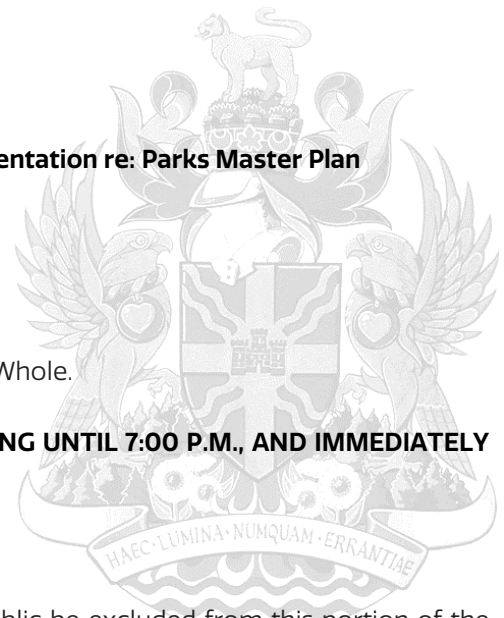 entation re: Parks Master Plan
Whole.
NG UNTIL 7:00 P.M., AND IMMEDIATELY
HAEC · LUMINA · NUMQUAM · ERRANTIAE
blic be excluded from this portion of the